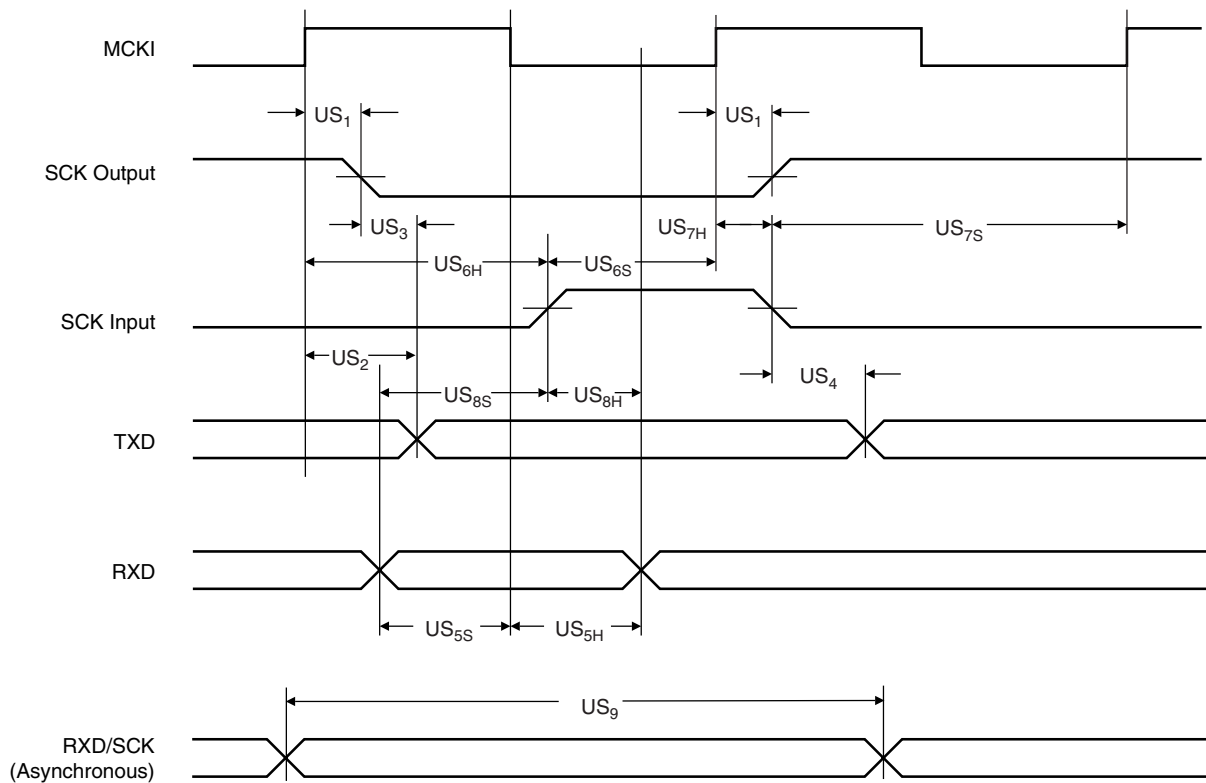 MCKI
US1 US1
SCK Output
US3 US7H US7S
US6H US6S
SCK Input
US2 US4
US8S US8H
TXD
RXD
US5S US5H
US9
RXD/SCK
(Asynchronous)